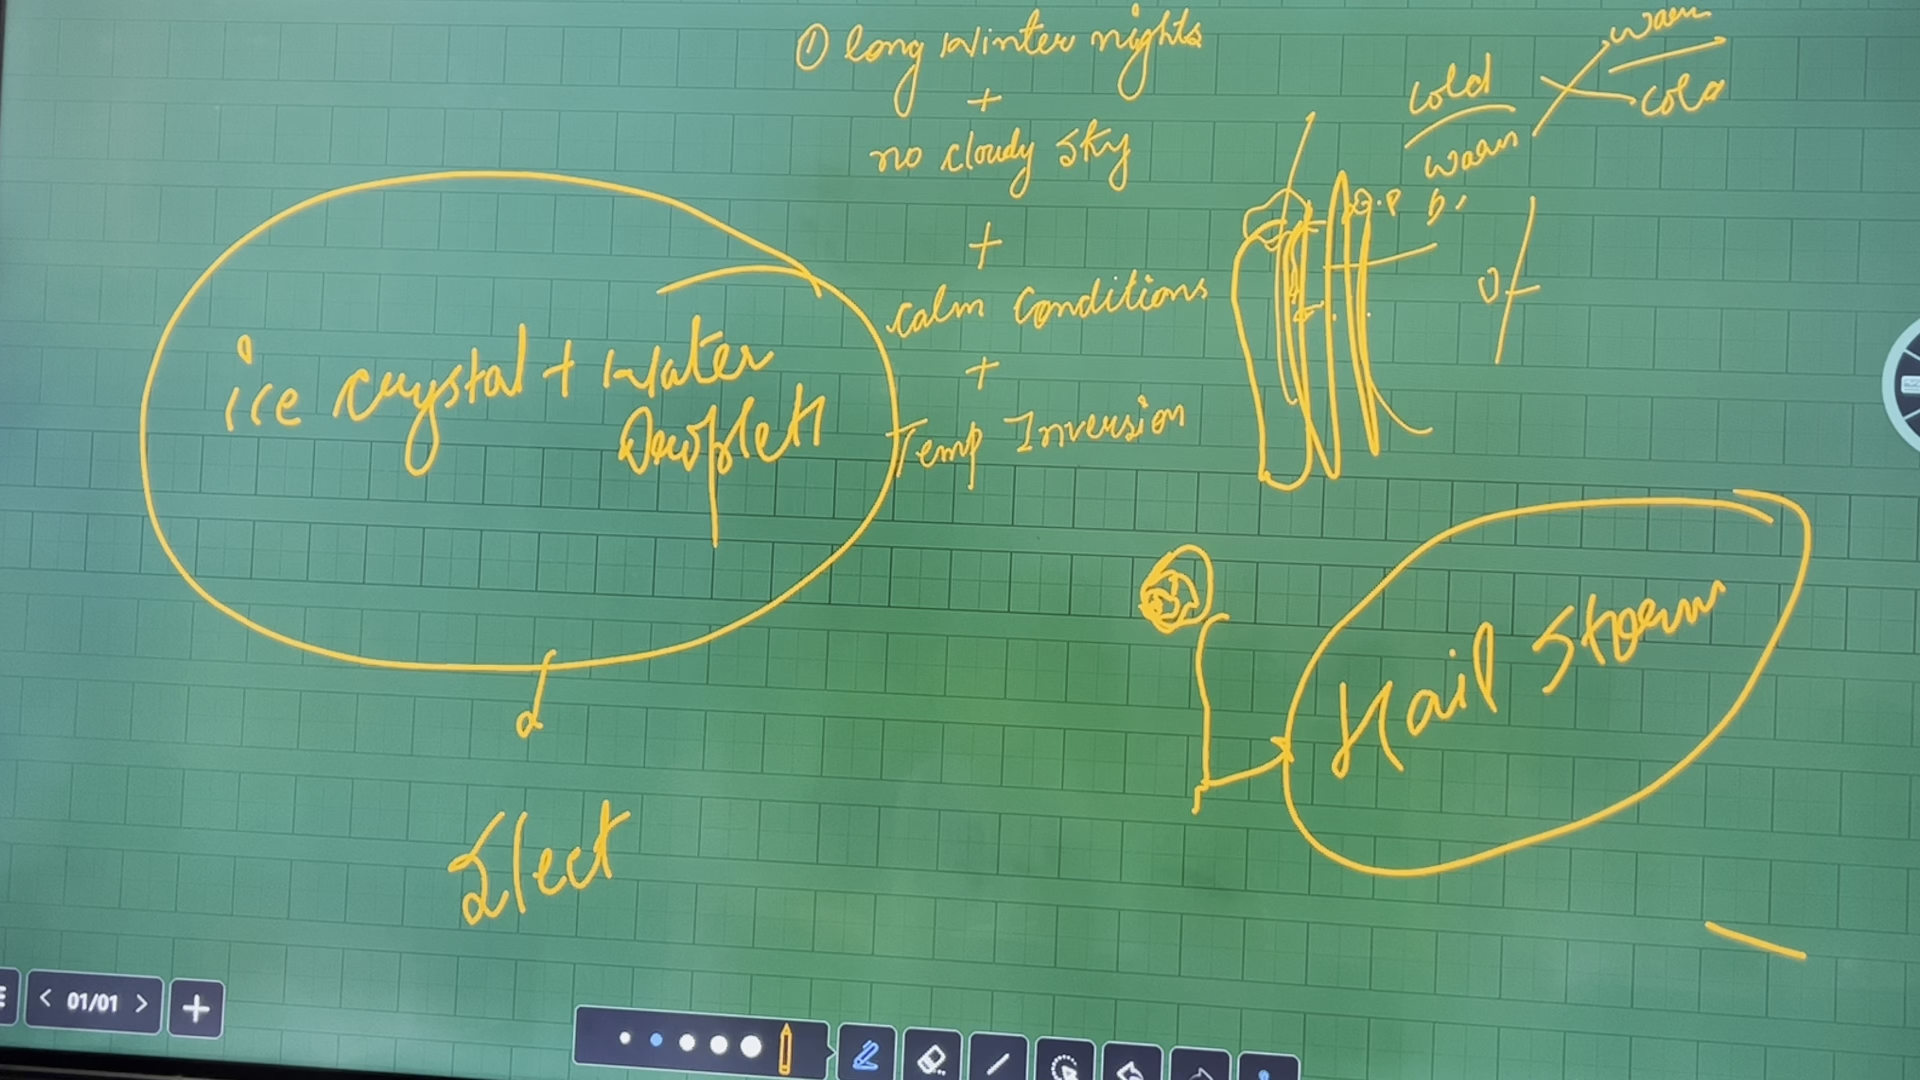 ① long winter nights
+
no cloudy sky
+
calm conditions
+
Temp Inversion
cold
warm
warm
cold
ice crystal + water
Droplets
Hail Storm
Elect
01/01